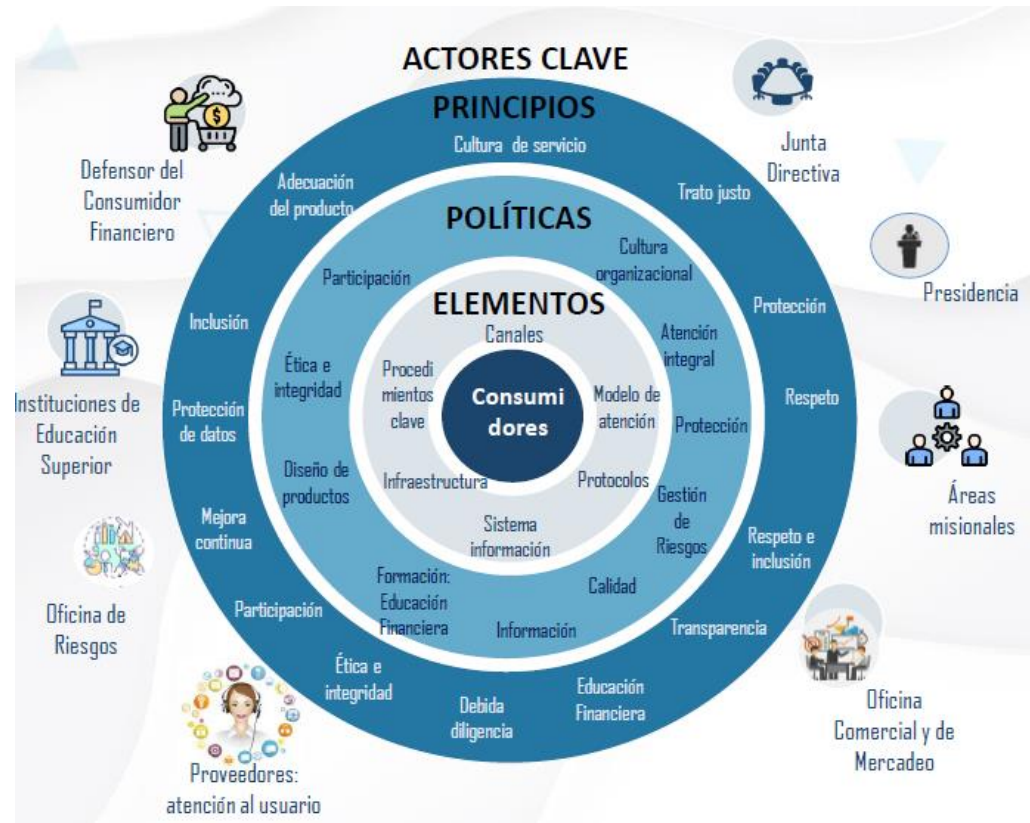 ACTORES CLAVE
PRINCIPIOS
Cultura de servicio
Trato justo
Protección
Respeto
Respeto e
inclusión
Transparencia
Educación
Financiera
Debida
diligencia
Ética e
integridad
Participación
Mejora
continua
Protección
de datos
Inclusión
Adecuación
del producto
POLÍTICAS
Cultura
organizacional
Atención
integral
Protección
Gestión
de
Riesgos
Calidad
Información
Formación:
Educación
Financiera
Diseño de
productos
Ética e
integridad
Participación
ELEMENTOS
Canales
Modelo de
atención
Protocolos
Sistema
información
Infraestructura
Procedi
mientos
clave
Consumi
dores
Junta
Directiva
Presidencia
Áreas
misionales
Oficina
Comercial y de
Mercadeo
Proveedores:
atención al usuario
Oficina de
Riesgos
Instituciones de
Educación
Superior
Defensor del
Consumidor
Financiero